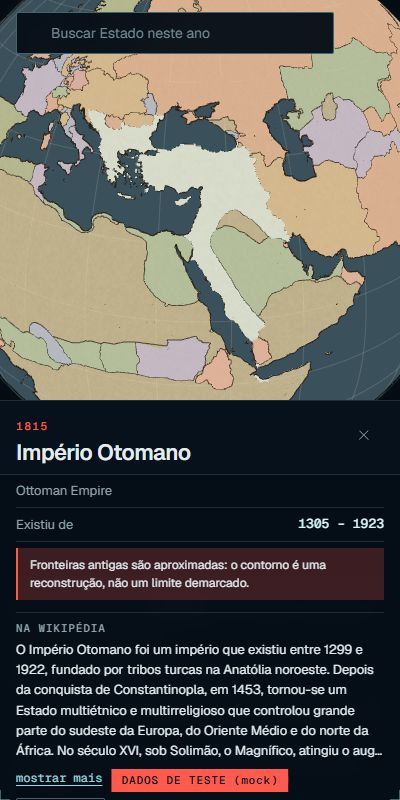 Buscar Estado neste ano
1815
Império Otomano
Ottoman Empire
Existiu de
1305 – 1923
Fronteiras antigas são aproximadas: o contorno é uma
reconstrução, não um limite demarcado.
NA WIKIPÉDIA
O Império Otomano foi um império que existiu entre 1299 e
1922, fundado por tribos turcas na Anatólia noroeste. Depois
da conquista de Constantinopla, em 1453, tornou-se um
Estado multiétnico e multirreligioso que controlou grande
parte do sudeste da Europa, do Oriente Médio e do norte da
África. No século XVI, sob Solimão, o Magnífico, atingiu o aug…
mostrar mais
DADOS DE TESTE (mock)